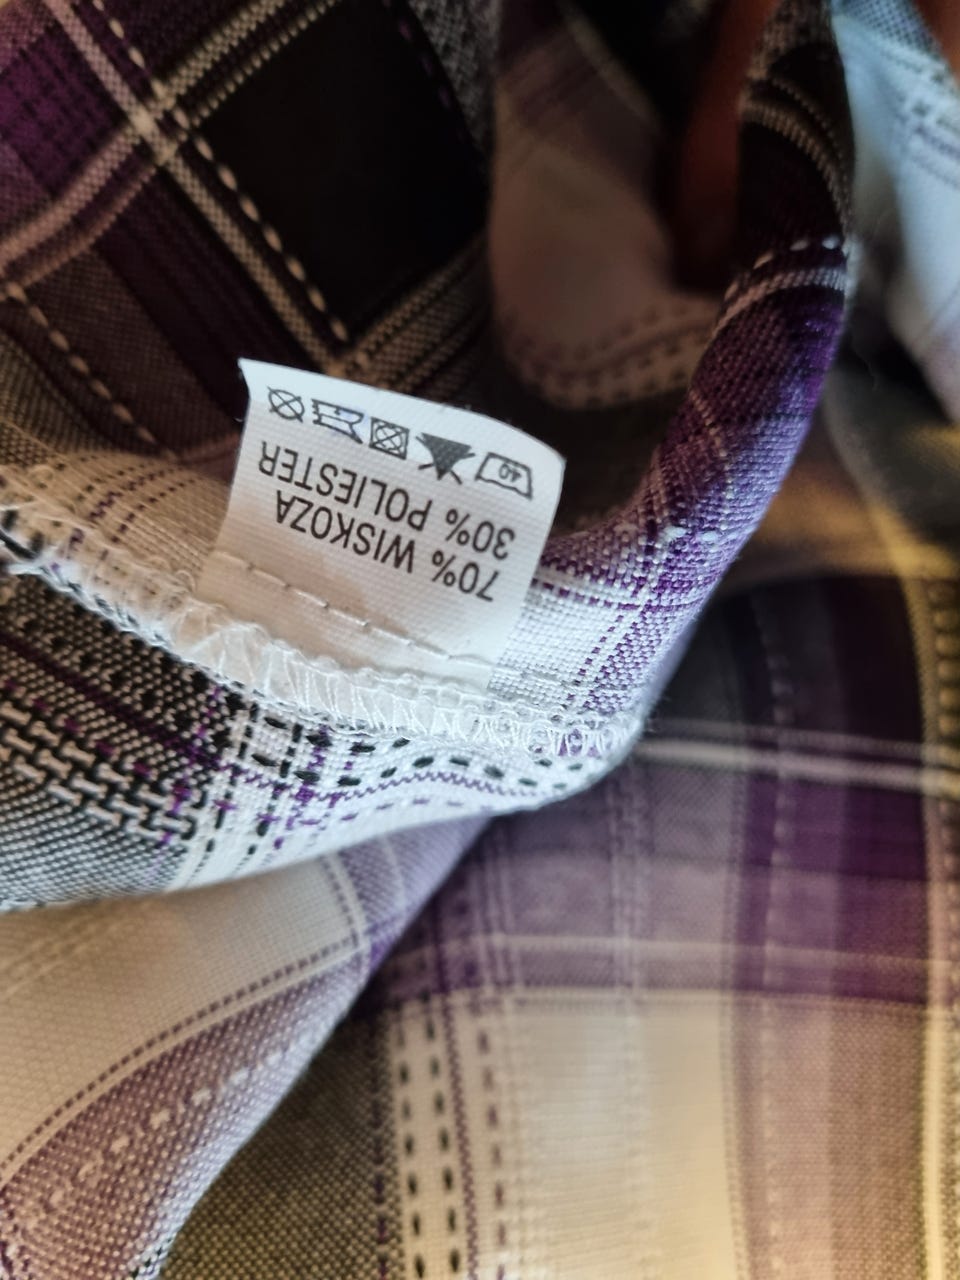 70% WISKOZA
30% POLIESTER
40